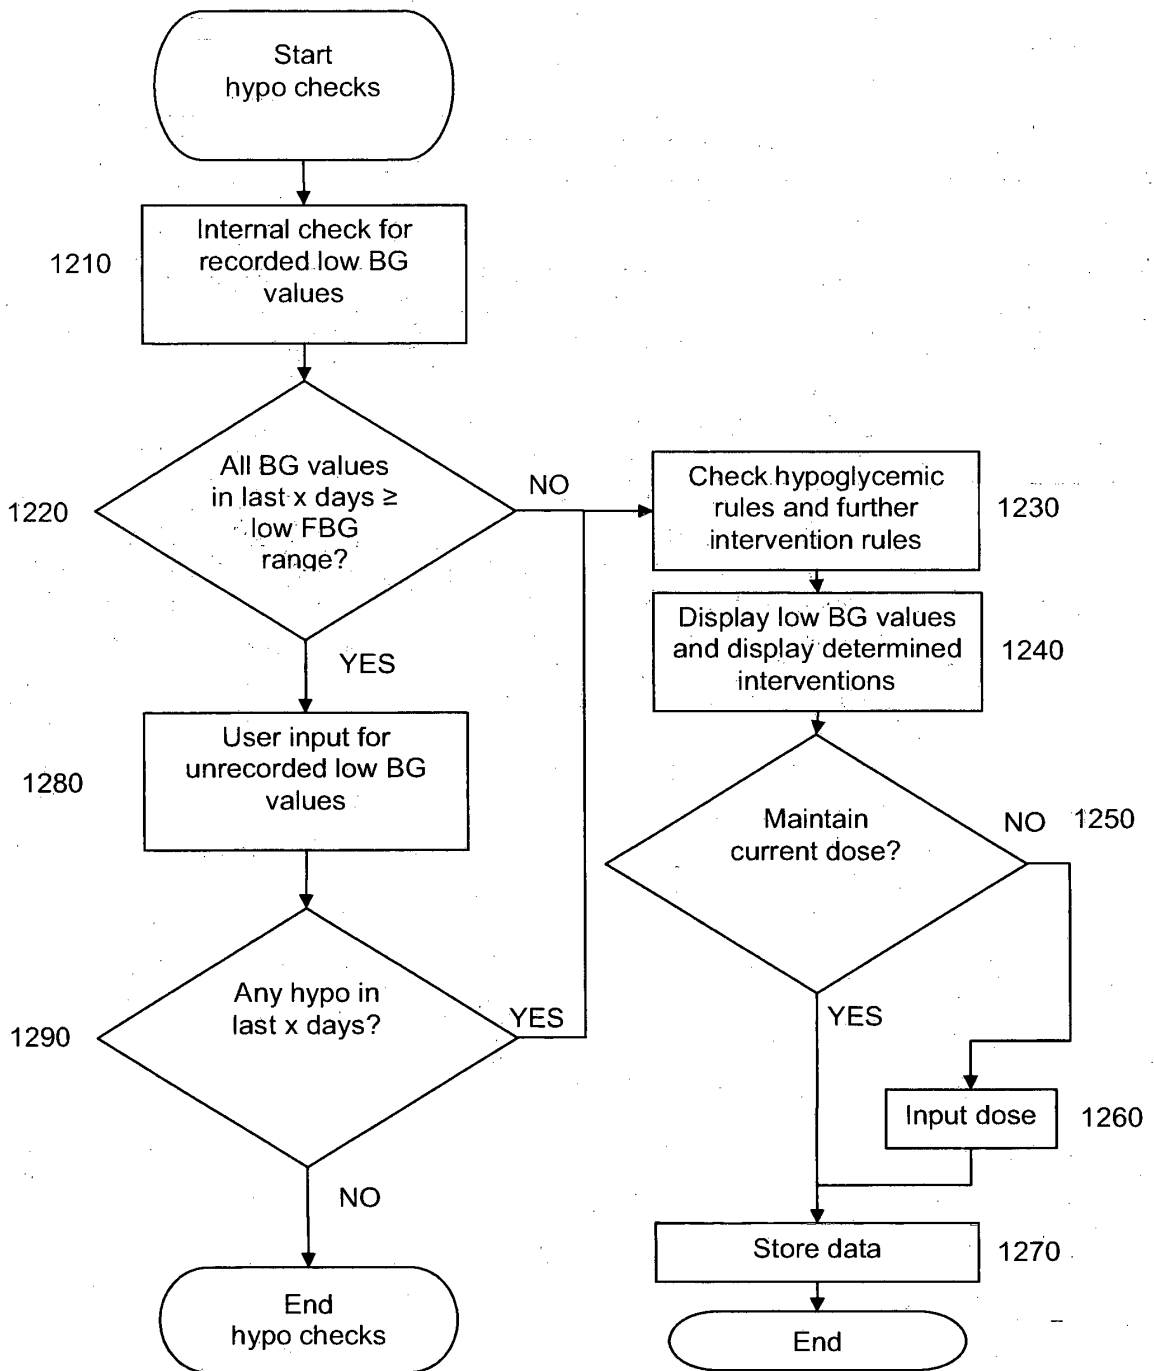 Start
hypo checks
Internal check for
recorded low BG
values
1210
All BG values
in last x days ≥
low FBG
range?
1220
NO
YES
Check hypoglycemic
rules and further
intervention rules
1230
Display low BG values
and display determined
interventions
1240
User input for
unrecorded low BG
values
1280
Maintain
current dose?
NO
1250
YES
Any hypo in
last x days?
1290
YES
NO
Input dose
1260
Store data
1270
End
hypo checks
End